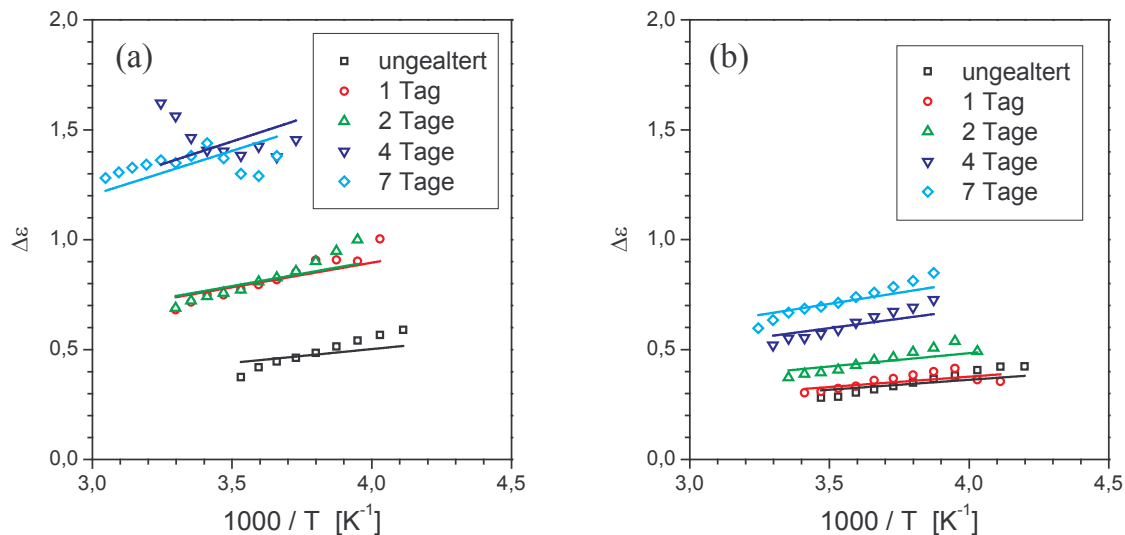 (a)
ungealtert
1 Tag
2 Tage
4 Tage
7 Tage
2,0
1,5
1,0
0,5
0,0
Δε
3,0 3,5 4,0 4,5
1000 / T [K⁻¹]
(b)
ungealtert
1 Tag
2 Tage
4 Tage
7 Tage
2,0
1,5
1,0
0,5
0,0
Δε
3,0 3,5 4,0 4,5
1000 / T [K⁻¹]